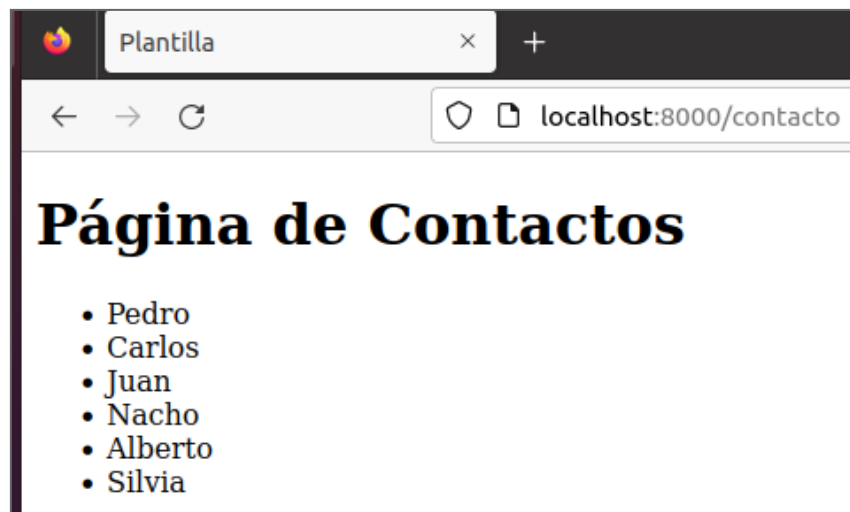 Plantilla
localhost:8000/contacto
Página de Contactos
Pedro
Carlos
Juan
Nacho
Alberto
Silvia